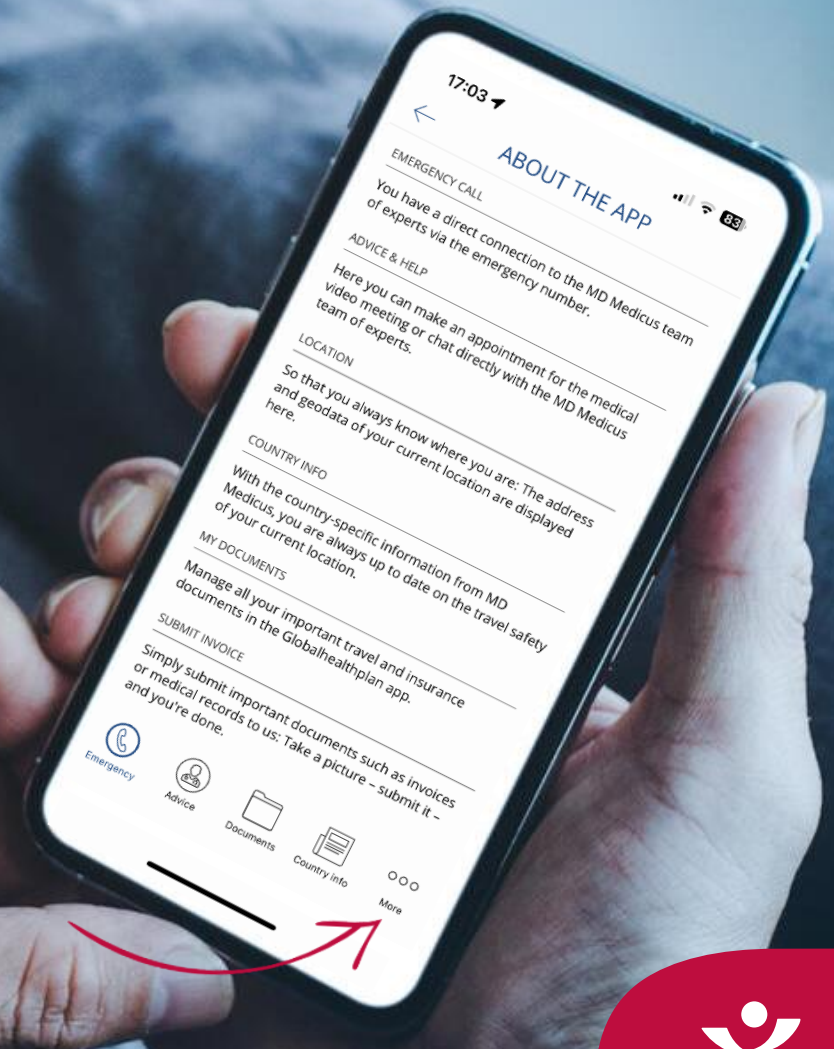 17:03
83
ABOUT THE APP
EMERGENCY CALL
You have a direct connection to the MD Medicus team
of experts via the emergency number.
ADVICE & HELP
Here you can make an appointment for the medical
video meeting or chat directly with the MD Medicus
team of experts.
LOCATION
So that you always know where you are: The address
and geodata of your current location are displayed
here.
COUNTRY INFO
With the country-specific information from MD
Medicus, you are always up to date on the travel safety
of your current location.
MY DOCUMENTS
Manage all your important travel and insurance
documents in the Globalhealthplan app.
SUBMIT INVOICE
Simply submit important documents such as invoices
or medical records to us: Take a picture – submit it –
and you're done.
Emergency
Advice
Documents
Country info
More